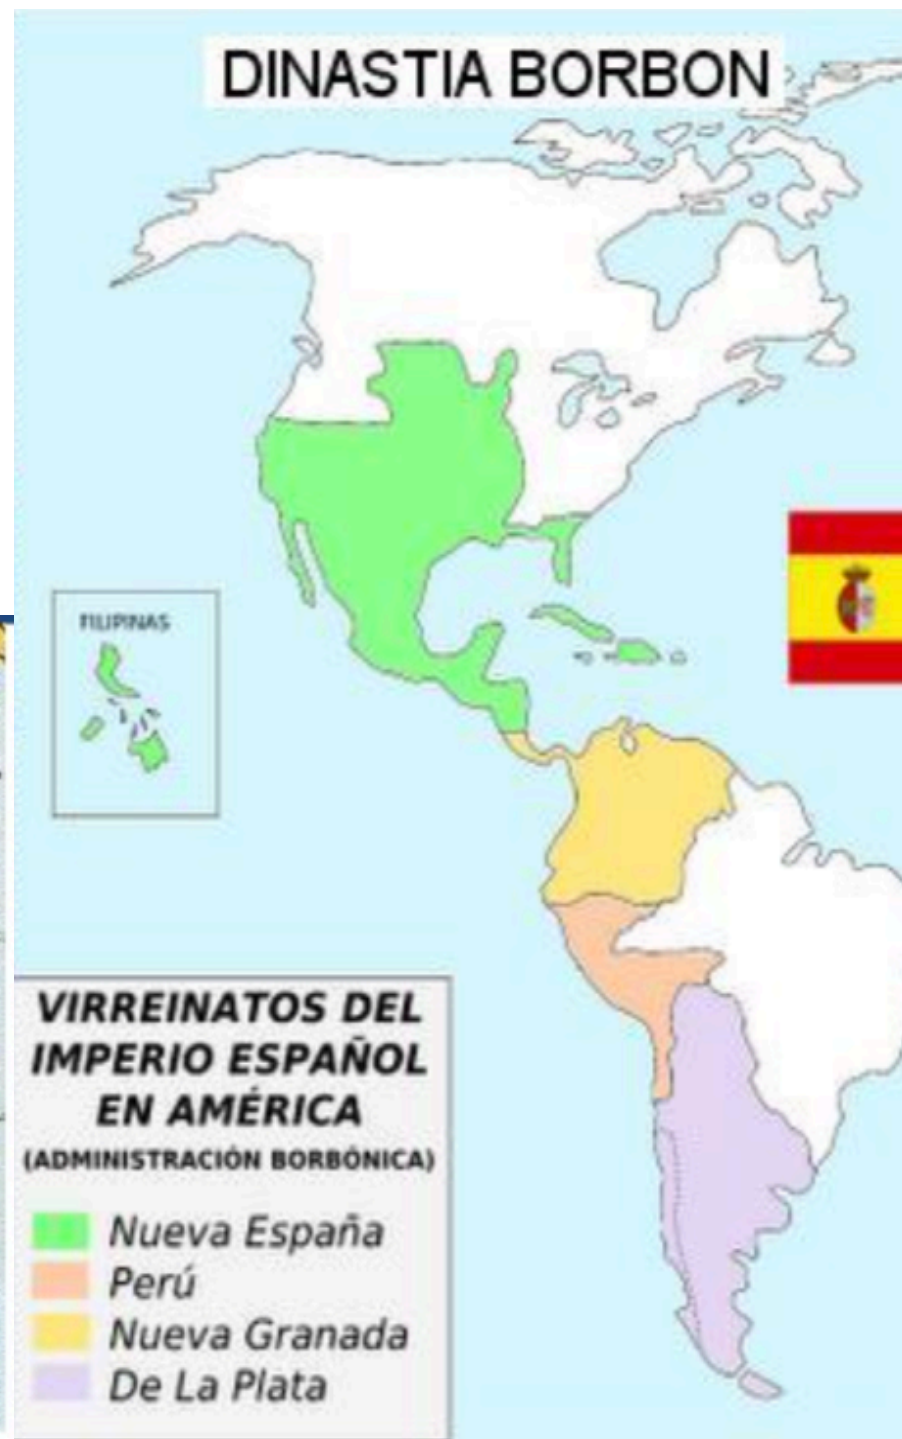 DINASTIA BORBON
FILIPINAS
VIRREINATOS DEL
IMPERIO ESPAÑOL
EN AMÉRICA
(ADMINISTRACIÓN BORBÓNICA)
Nueva España
Perú
Nueva Granada
De La Plata